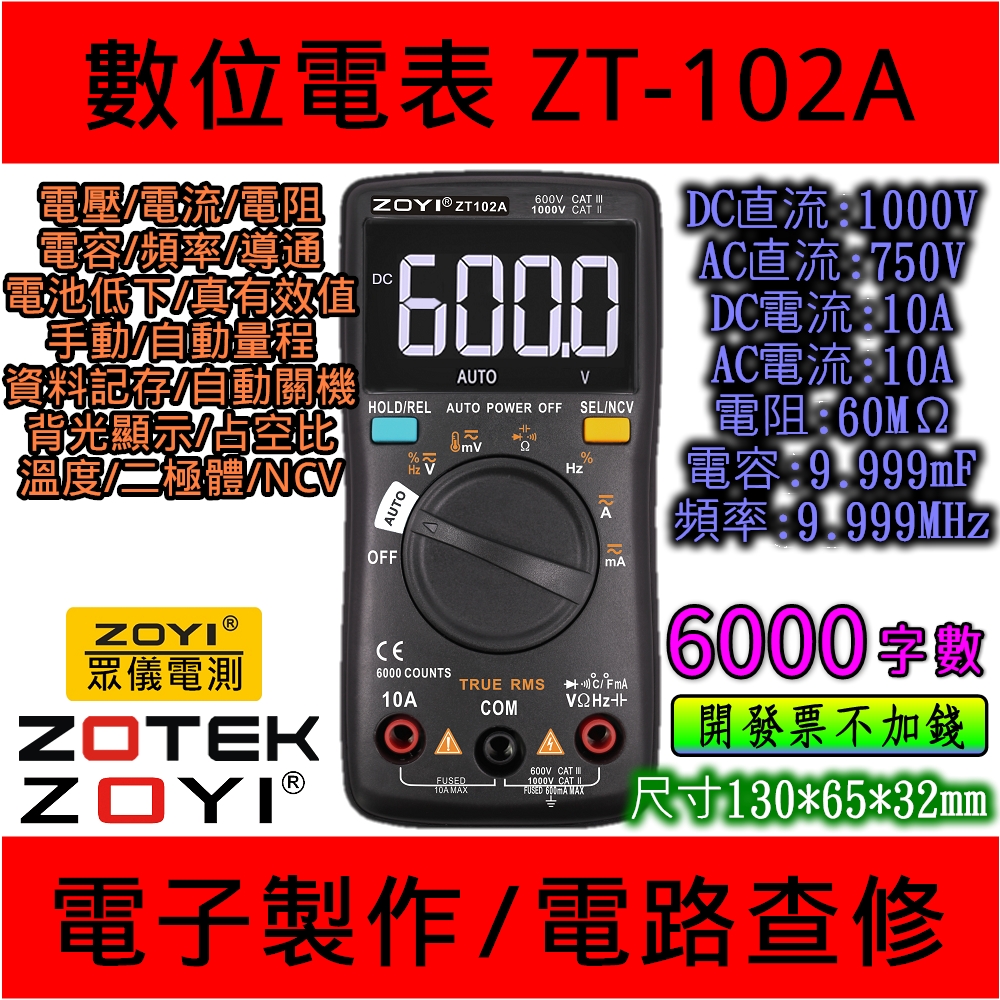 數位電表 ZT-102A
電壓/電流/電阻
電容/頻率/導通
電池低下/真有效值
手動/自動量程
資料記存/自動關機
背光顯示/占空比
溫度/二極體/NCV
ZOYI® ZT102A
600V CAT III
1000V CAT II
DC
600.0
AUTO V
HOLD/REL AUTO POWER OFF SEL/NCV
% Hz V
mV
Ω
Hz %
A
mA
AUTO
OFF
CE
6000 COUNTS
TRUE RMS
10A
COM
°C/°F mA
VΩHz
FUSED
10A MAX
600V CAT III
1000V CAT II
FUSED 600mA MAX
DC直流:1000V
AC直流:750V
DC電流:10A
AC電流:10A
電阻:60MΩ
電容:9.999mF
頻率:9.999MHz
ZOYI®
眾儀電測
ZOTEK
ZOYI®
6000字數
開發票不加錢
尺寸130*65*32mm
電子製作/電路查修